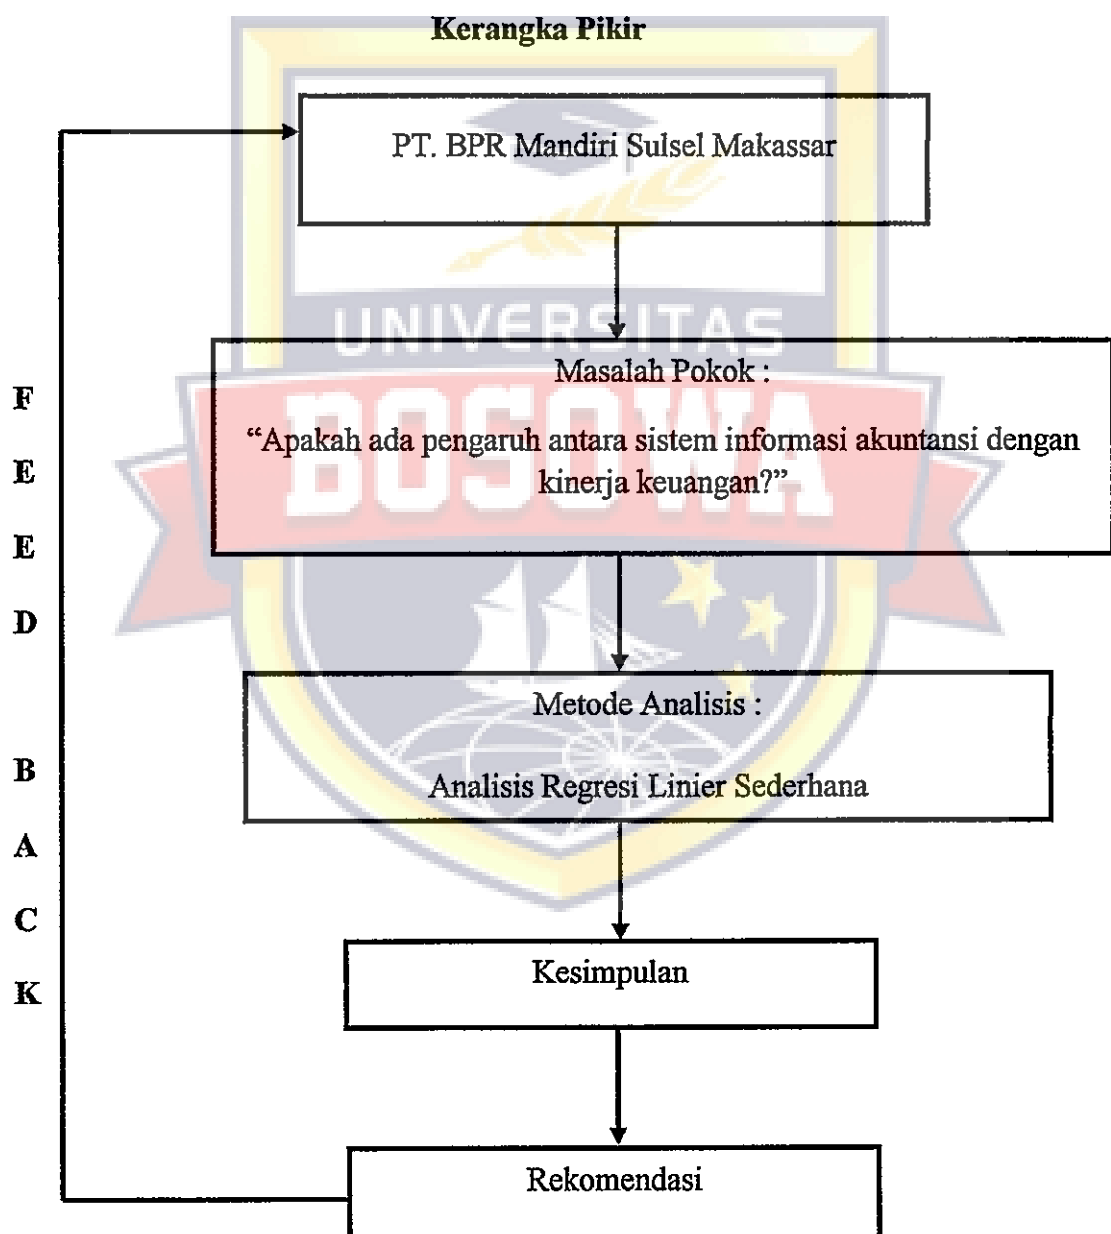 Kerangka Pikir
PT. BPR Mandiri Sulsel Makassar
UNIVERSITAS
BOSOWA
Masalah Pokok :
“Apakah ada pengaruh antara sistem informasi akuntansi dengan
kinerja keuangan?”
Metode Analisis :
Analisis Regresi Linier Sederhana
Kesimpulan
Rekomendasi
F
E
E
D
B
A
C
K